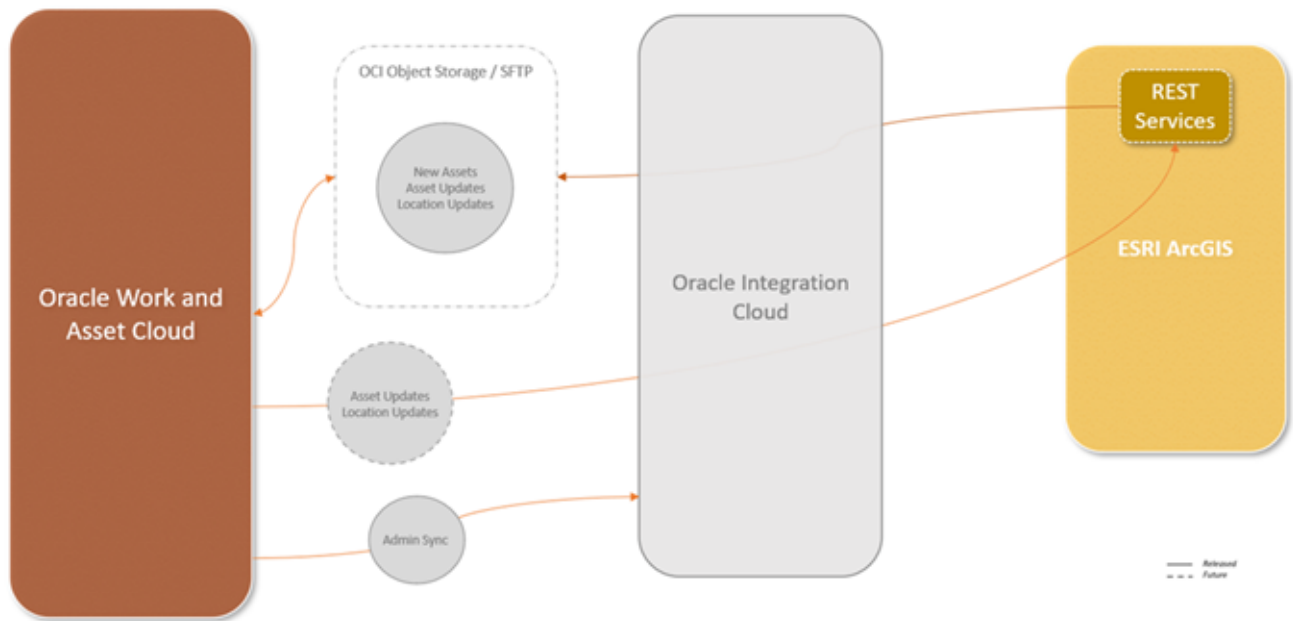 OCI Object Storage / SFTP
New Assets
Asset Updates
Location Updates
Oracle Work and
Asset Cloud
Asset Updates
Location Updates
Admin Sync
Oracle Integration
Cloud
REST
Services
ESRI ArcGIS
Released
Future